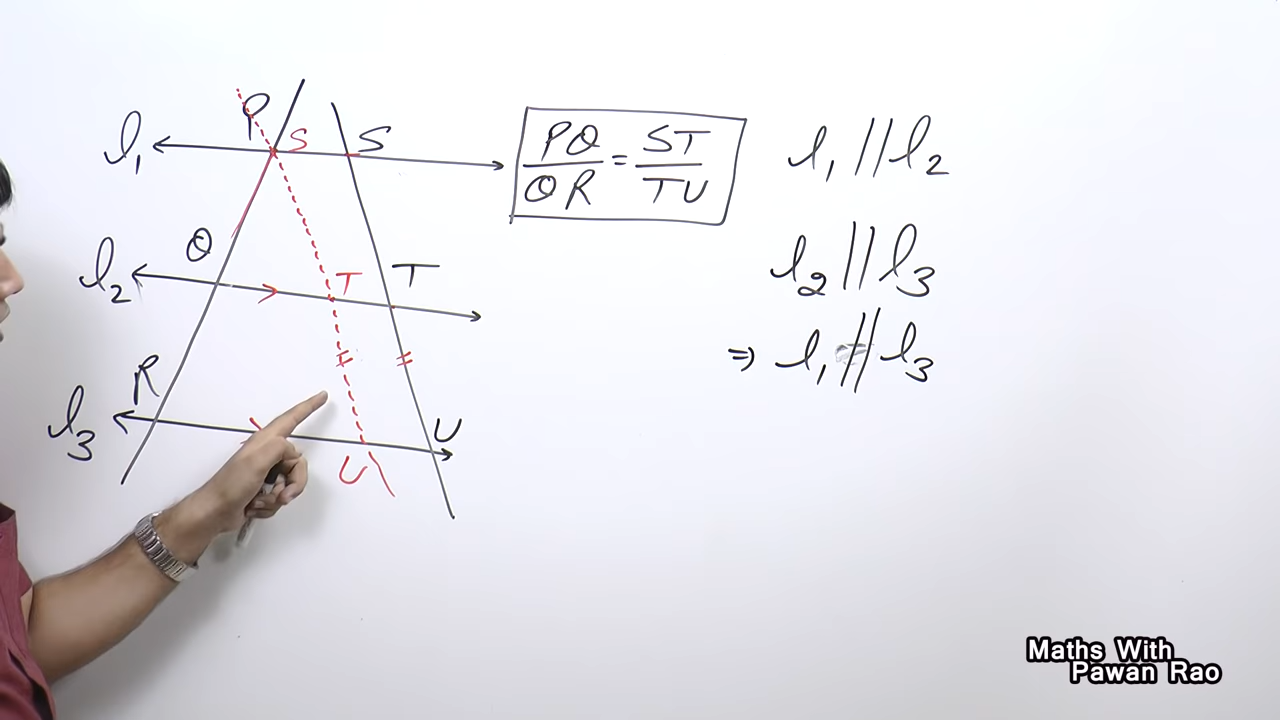 l₁
P
S
S
PQ/QR = ST/TU
l₁ || l₂
l₂
Q
T
T
l₂ || l₃
⇒ l₁ || l₃
l₃
R
U
U
Maths With
Pawan Rao